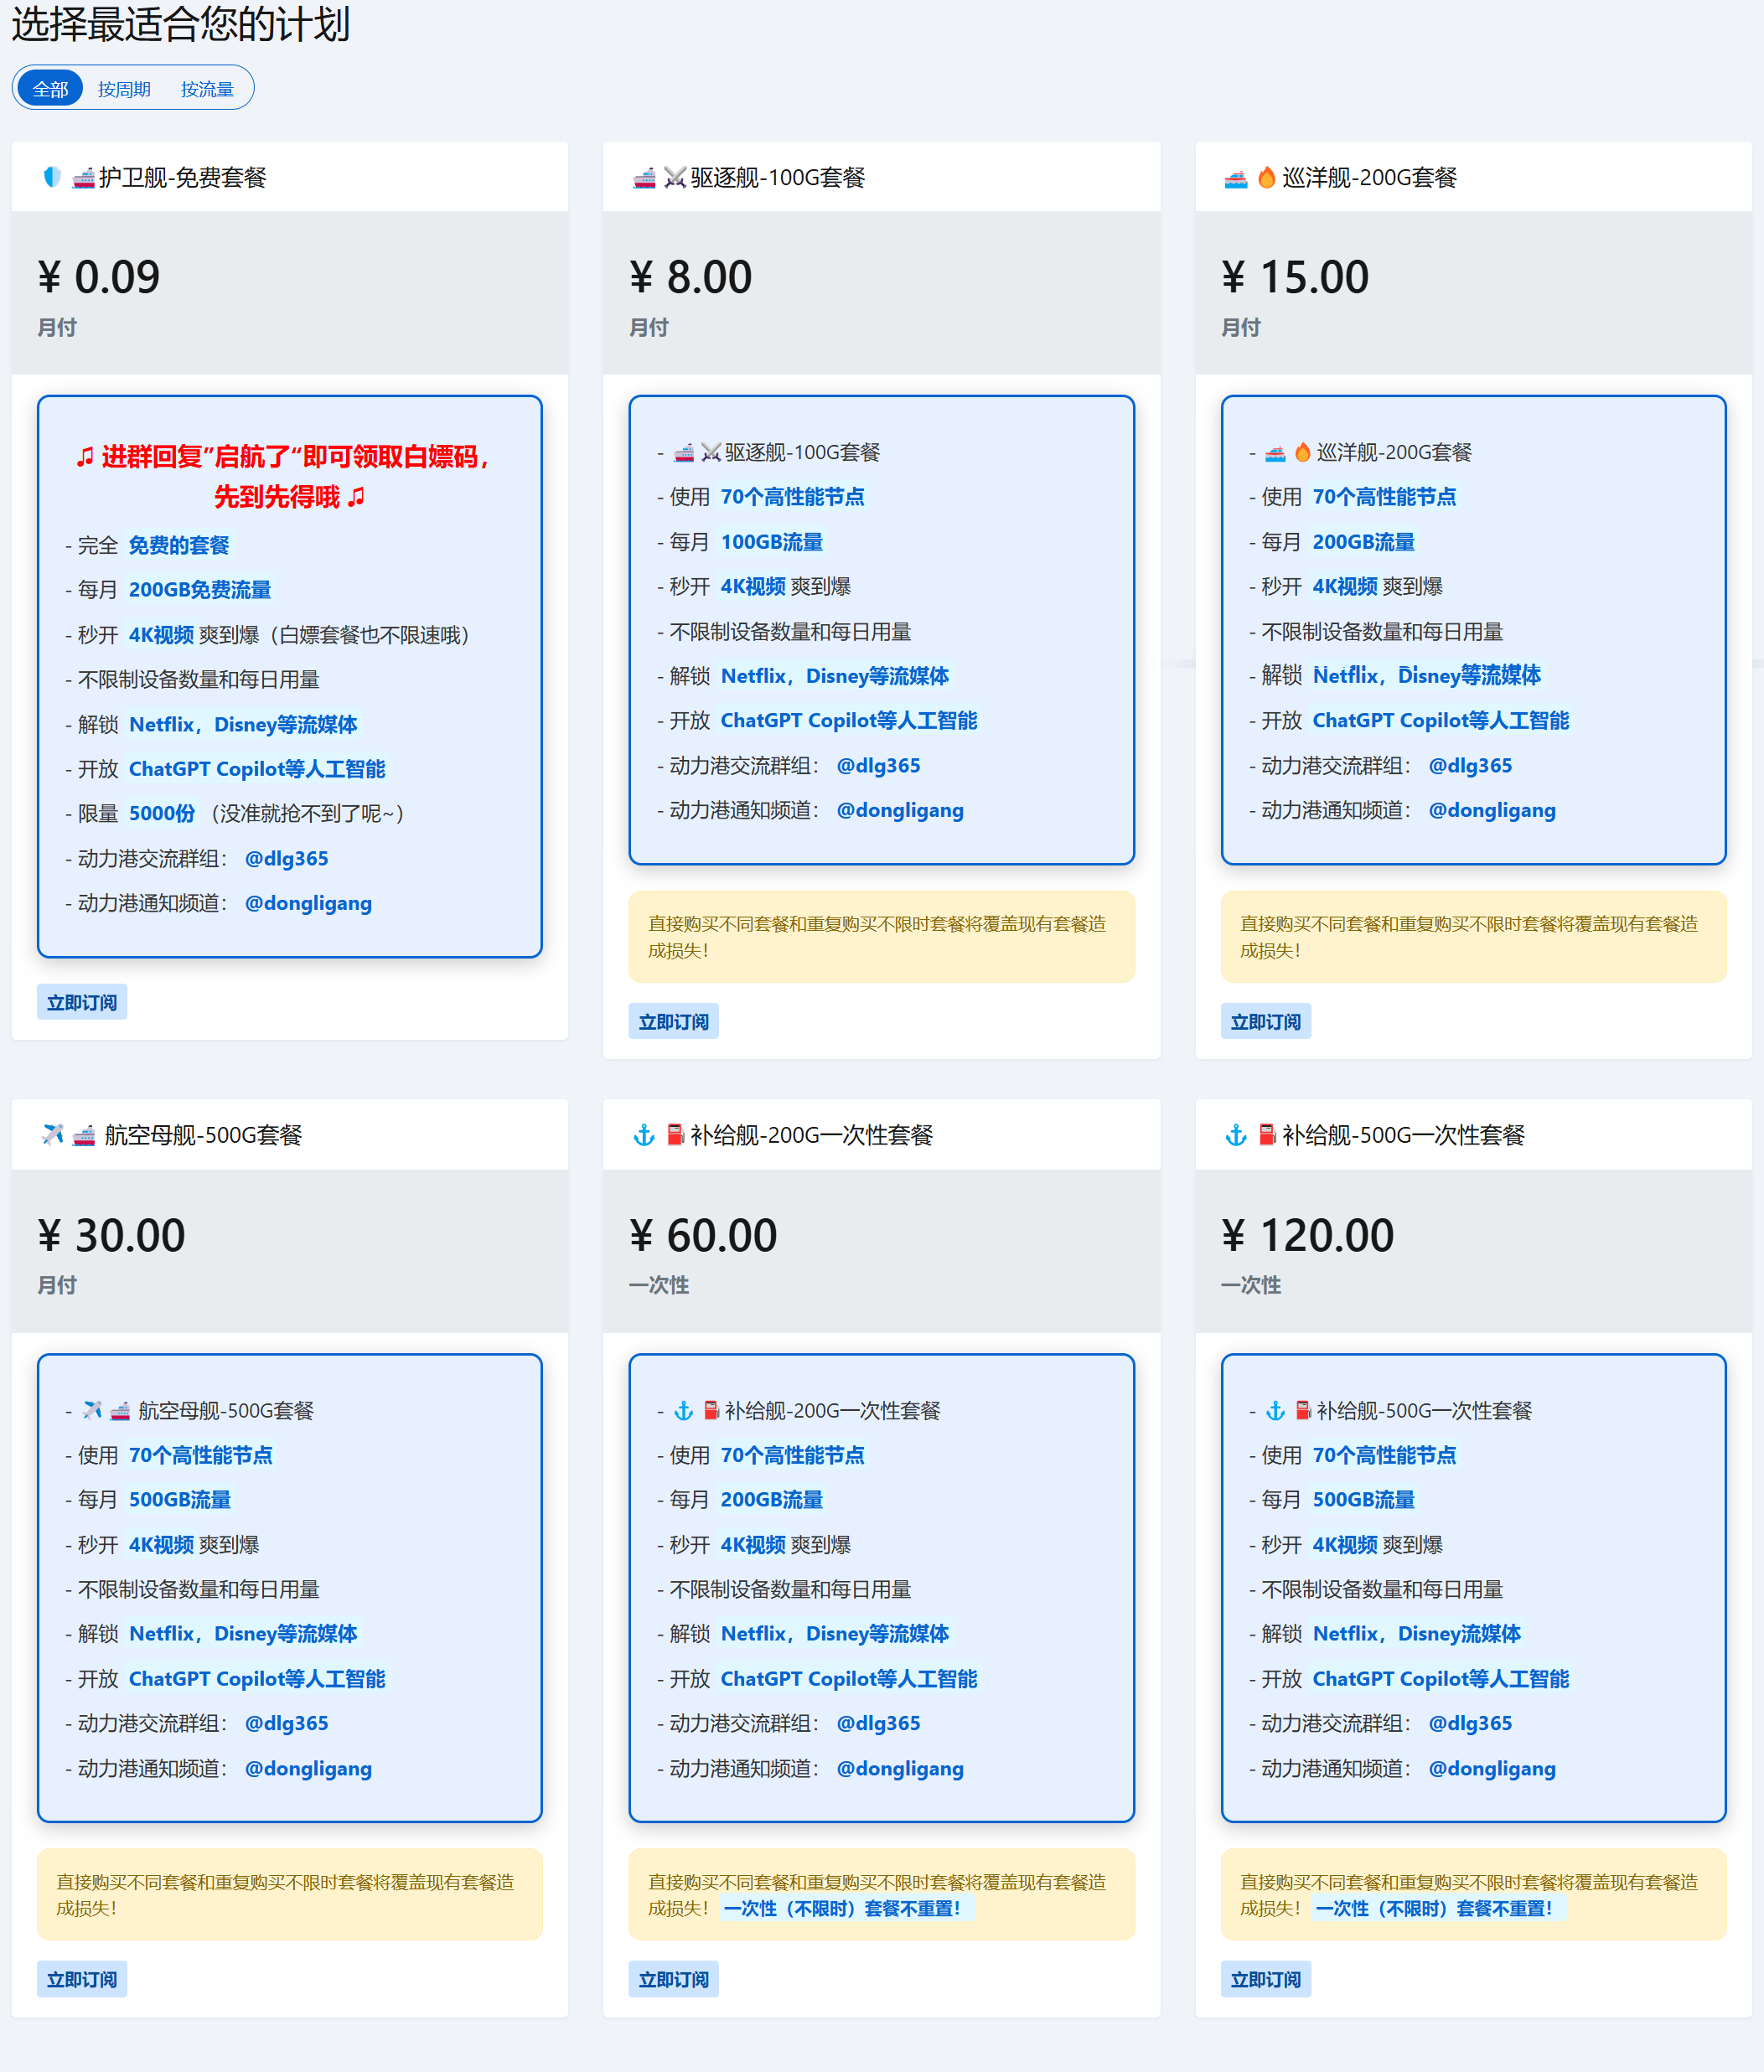 选择最适合您的计划
全部 按周期 按流量
护卫舰-免费套餐
¥ 0.09
月付
♫ 进群回复”启航了“即可领取白嫖码，
先到先得哦 ♫
- 完全 免费的套餐
- 每月 200GB免费流量
- 秒开 4K视频 爽到爆（白嫖套餐也不限速哦）
- 不限制设备数量和每日用量
- 解锁 Netflix，Disney等流媒体
- 开放 ChatGPT Copilot等人工智能
- 限量 5000份 （没准就抢不到了呢~）
- 动力港交流群组： @dlg365
- 动力港通知频道： @dongligang
立即订阅
驱逐舰-100G套餐
¥ 8.00
月付
- 驱逐舰-100G套餐
- 使用 70个高性能节点
- 每月 100GB流量
- 秒开 4K视频 爽到爆
- 不限制设备数量和每日用量
- 解锁 Netflix，Disney等流媒体
- 开放 ChatGPT Copilot等人工智能
- 动力港交流群组： @dlg365
- 动力港通知频道： @dongligang
直接购买不同套餐和重复购买不限时套餐将覆盖现有套餐造
成损失！
立即订阅
巡洋舰-200G套餐
¥ 15.00
月付
- 巡洋舰-200G套餐
- 使用 70个高性能节点
- 每月 200GB流量
- 秒开 4K视频 爽到爆
- 不限制设备数量和每日用量
- 解锁 Netflix，Disney等流媒体
- 开放 ChatGPT Copilot等人工智能
- 动力港交流群组： @dlg365
- 动力港通知频道： @dongligang
直接购买不同套餐和重复购买不限时套餐将覆盖现有套餐造
成损失！
立即订阅
航空母舰-500G套餐
¥ 30.00
月付
- 航空母舰-500G套餐
- 使用 70个高性能节点
- 每月 500GB流量
- 秒开 4K视频 爽到爆
- 不限制设备数量和每日用量
- 解锁 Netflix，Disney等流媒体
- 开放 ChatGPT Copilot等人工智能
- 动力港交流群组： @dlg365
- 动力港通知频道： @dongligang
直接购买不同套餐和重复购买不限时套餐将覆盖现有套餐造
成损失！
立即订阅
补给舰-200G一次性套餐
¥ 60.00
一次性
- 补给舰-200G一次性套餐
- 使用 70个高性能节点
- 每月 200GB流量
- 秒开 4K视频 爽到爆
- 不限制设备数量和每日用量
- 解锁 Netflix，Disney等流媒体
- 开放 ChatGPT Copilot等人工智能
- 动力港交流群组： @dlg365
- 动力港通知频道： @dongligang
直接购买不同套餐和重复购买不限时套餐将覆盖现有套餐造
成损失！ 一次性（不限时）套餐不重置！
立即订阅
补给舰-500G一次性套餐
¥ 120.00
一次性
- 补给舰-500G一次性套餐
- 使用 70个高性能节点
- 每月 500GB流量
- 秒开 4K视频 爽到爆
- 不限制设备数量和每日用量
- 解锁 Netflix，Disney流媒体
- 开放 ChatGPT Copilot等人工智能
- 动力港交流群组： @dlg365
- 动力港通知频道： @dongligang
直接购买不同套餐和重复购买不限时套餐将覆盖现有套餐造
成损失！ 一次性（不限时）套餐不重置！
立即订阅